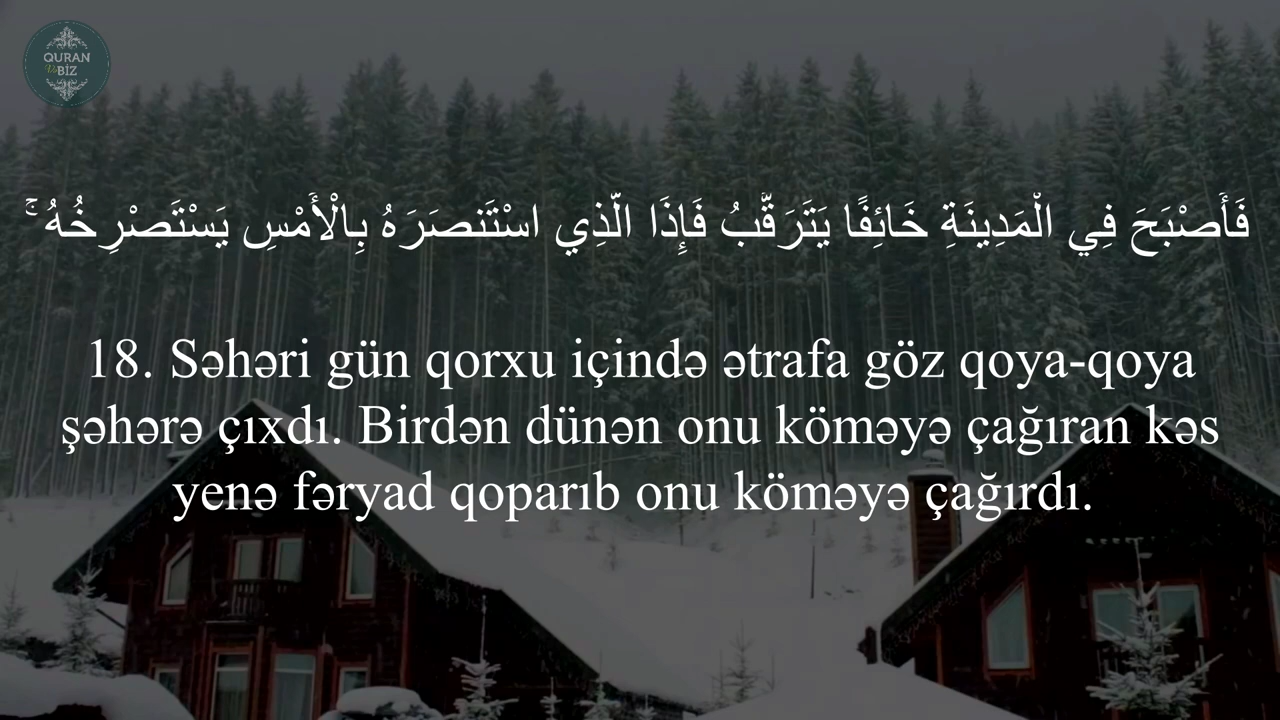 QURAN
Və BİZ
فَأَصْبَحَ فِي الْمَدِينَةِ خَائِفًا يَتَرَقَّبُ فَإِذَا الَّذِي اسْتَنصَرَهُ بِالْأَمْسِ يَسْتَصْرِخُهُ ۚ
18. Səhəri gün qorxu içində ətrafa göz qoya-qoya
şəhərə çıxdı. Birdən dünən onu köməyə çağıran kəs
yenə fəryad qoparıb onu köməyə çağırdı.